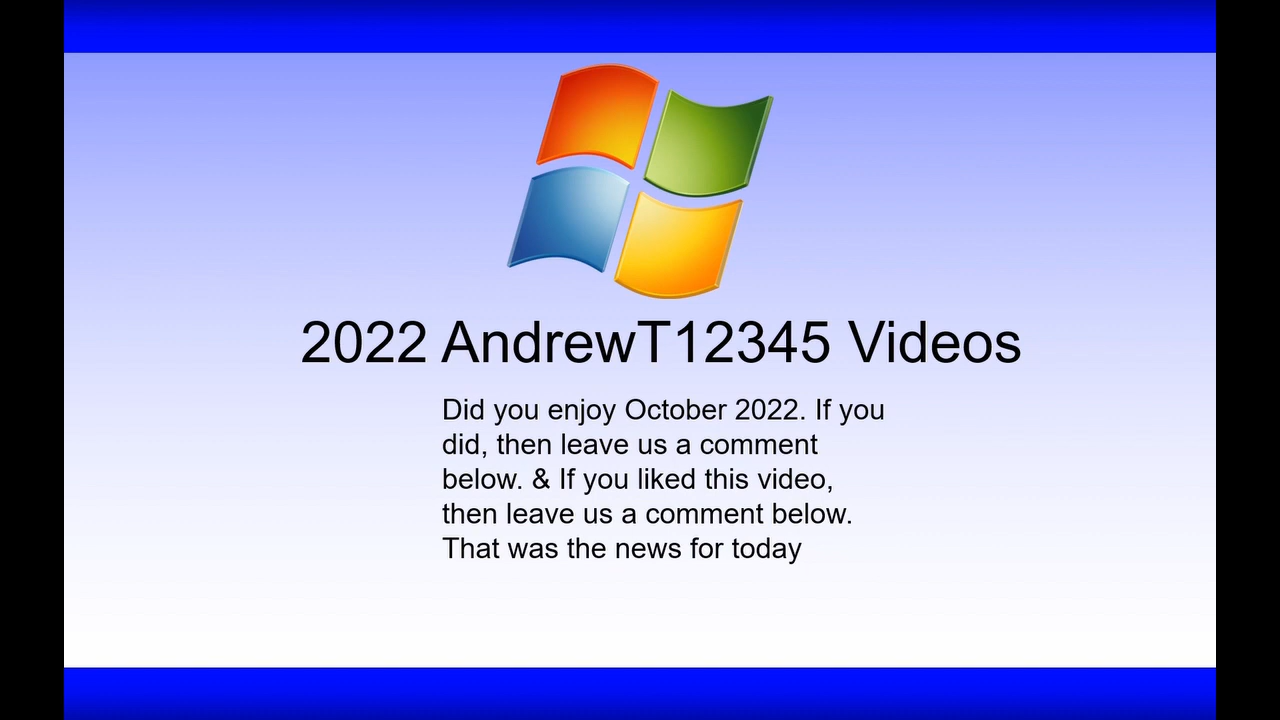 2022 AndrewT12345 Videos
Did you enjoy October 2022. If you
did, then leave us a comment
below. & If you liked this video,
then leave us a comment below.
That was the news for today